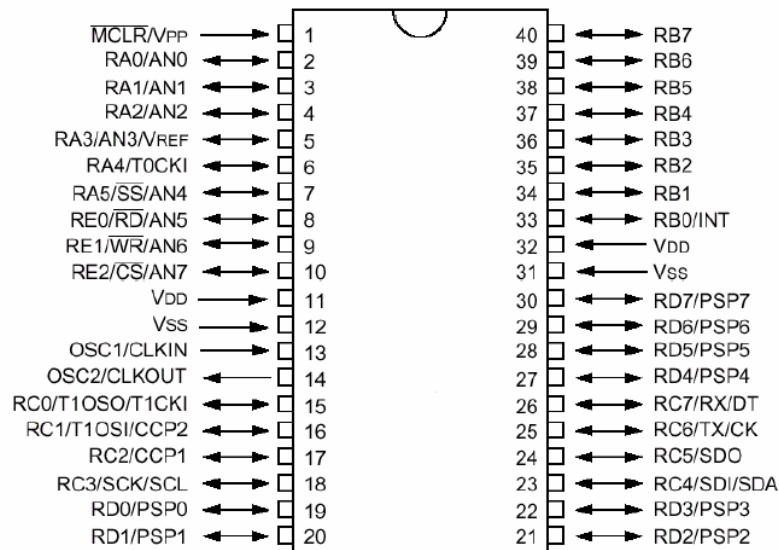 MCLR/VPP 1 40 RB7
RA0/AN0 2 39 RB6
RA1/AN1 3 38 RB5
RA2/AN2 4 37 RB4
RA3/AN3/VREF 5 36 RB3
RA4/T0CKI 6 35 RB2
RA5/SS/AN4 7 34 RB1
RE0/RD/AN5 8 33 RB0/INT
RE1/WR/AN6 9 32 VDD
RE2/CS/AN7 10 31 VSS
VDD 11 30 RD7/PSP7
VSS 12 29 RD6/PSP6
OSC1/CLKIN 13 28 RD5/PSP5
OSC2/CLKOUT 14 27 RD4/PSP4
RC0/T1OSO/T1CKI 15 26 RC7/RX/DT
RC1/T1OSI/CCP2 16 25 RC6/TX/CK
RC2/CCP1 17 24 RC5/SDO
RC3/SCK/SCL 18 23 RC4/SDI/SDA
RD0/PSP0 19 22 RD3/PSP3
RD1/PSP1 20 21 RD2/PSP2